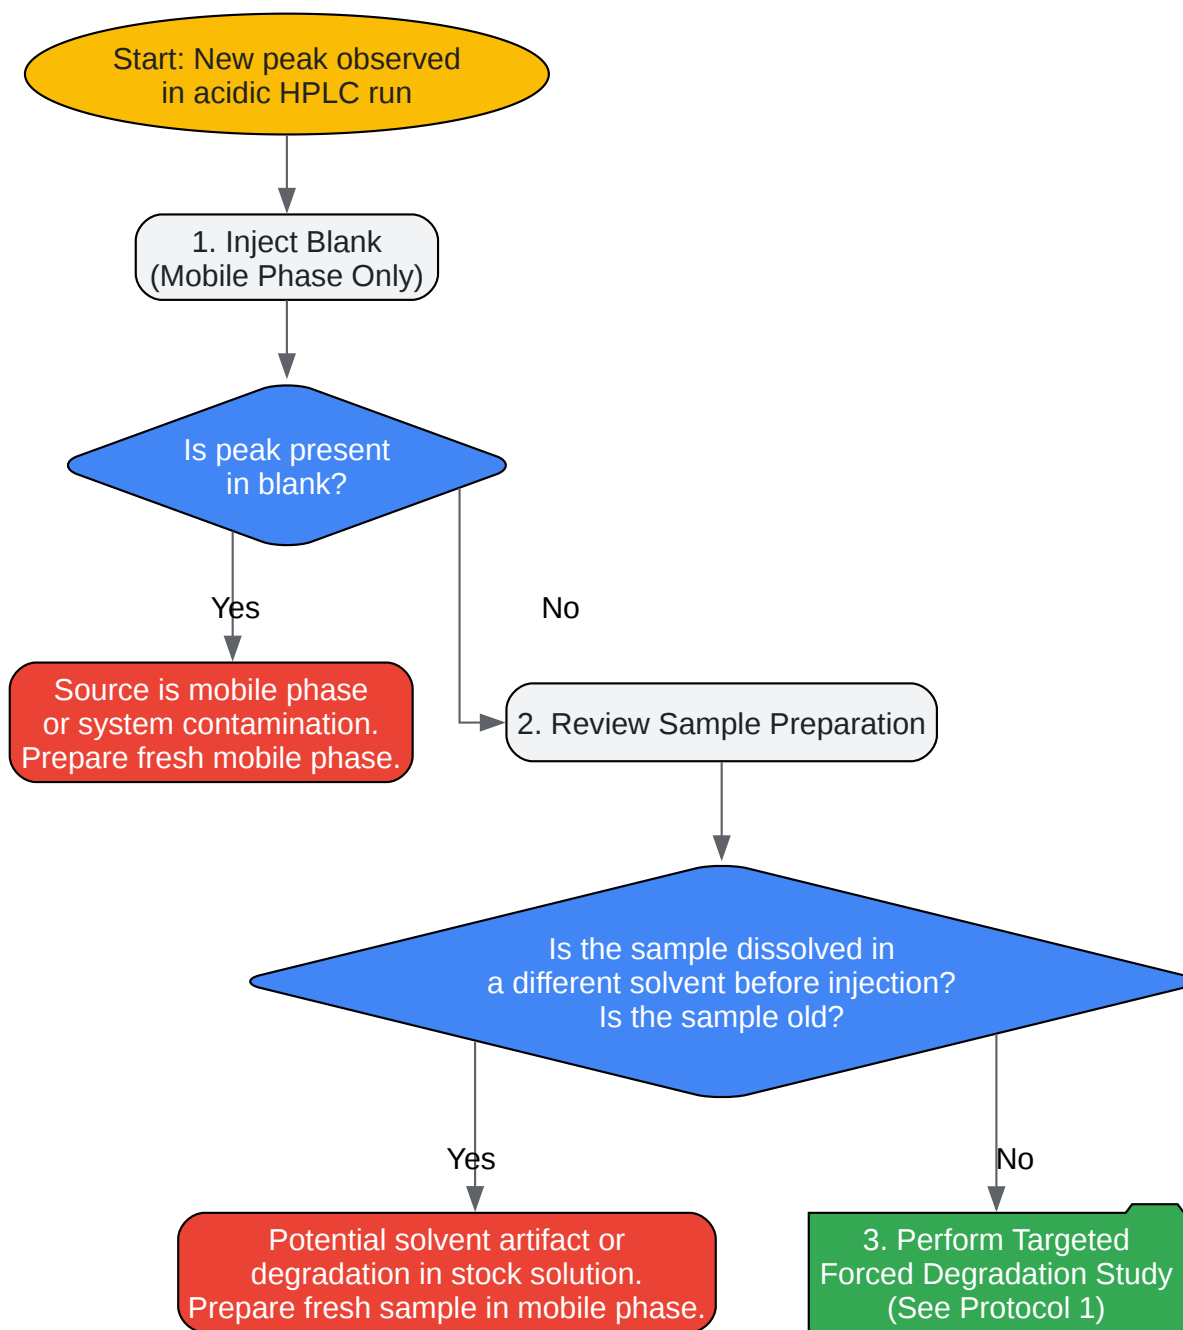 Start: New peak observed
in acidic HPLC run
1. Inject Blank
(Mobile Phase Only)
Is peak present
in blank?
Yes
No
Source is mobile phase
or system contamination.
Prepare fresh mobile phase.
2. Review Sample Preparation
Is the sample dissolved in
a different solvent before injection?
Is the sample old?
Yes
No
Potential solvent artifact or
degradation in stock solution.
Prepare fresh sample in mobile phase.
3. Perform Targeted
Forced Degradation Study
(See Protocol 1)